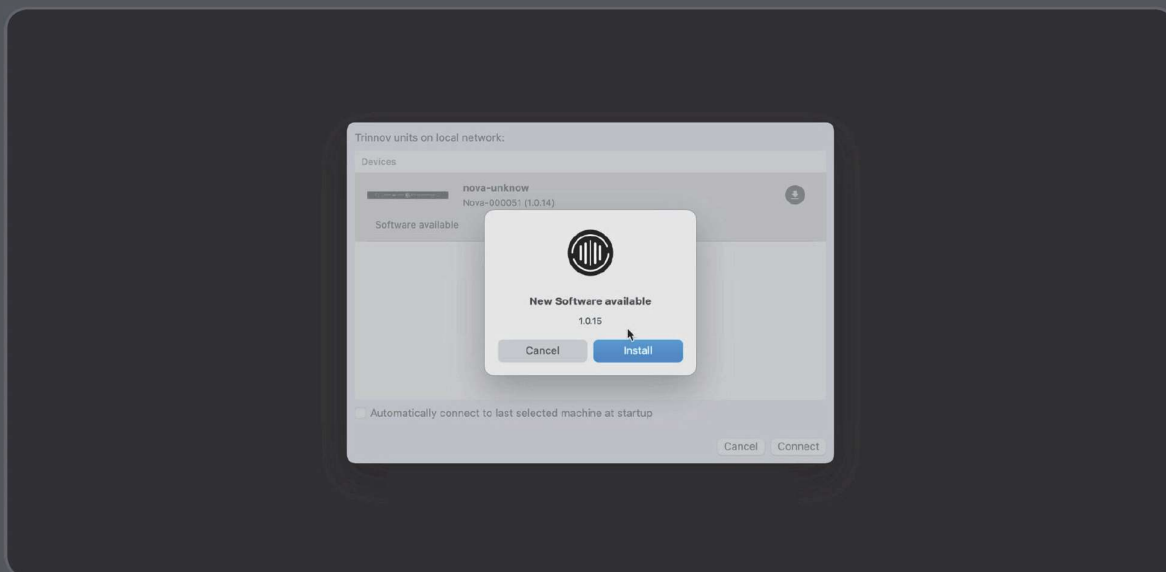 Trinnov units on local network:
Devices
nova-unknow
Nova-000051 (1.0.14)
Software available
New Software available
1.0.15
Cancel
Install
Automatically connect to last selected machine at startup
Cancel
Connect